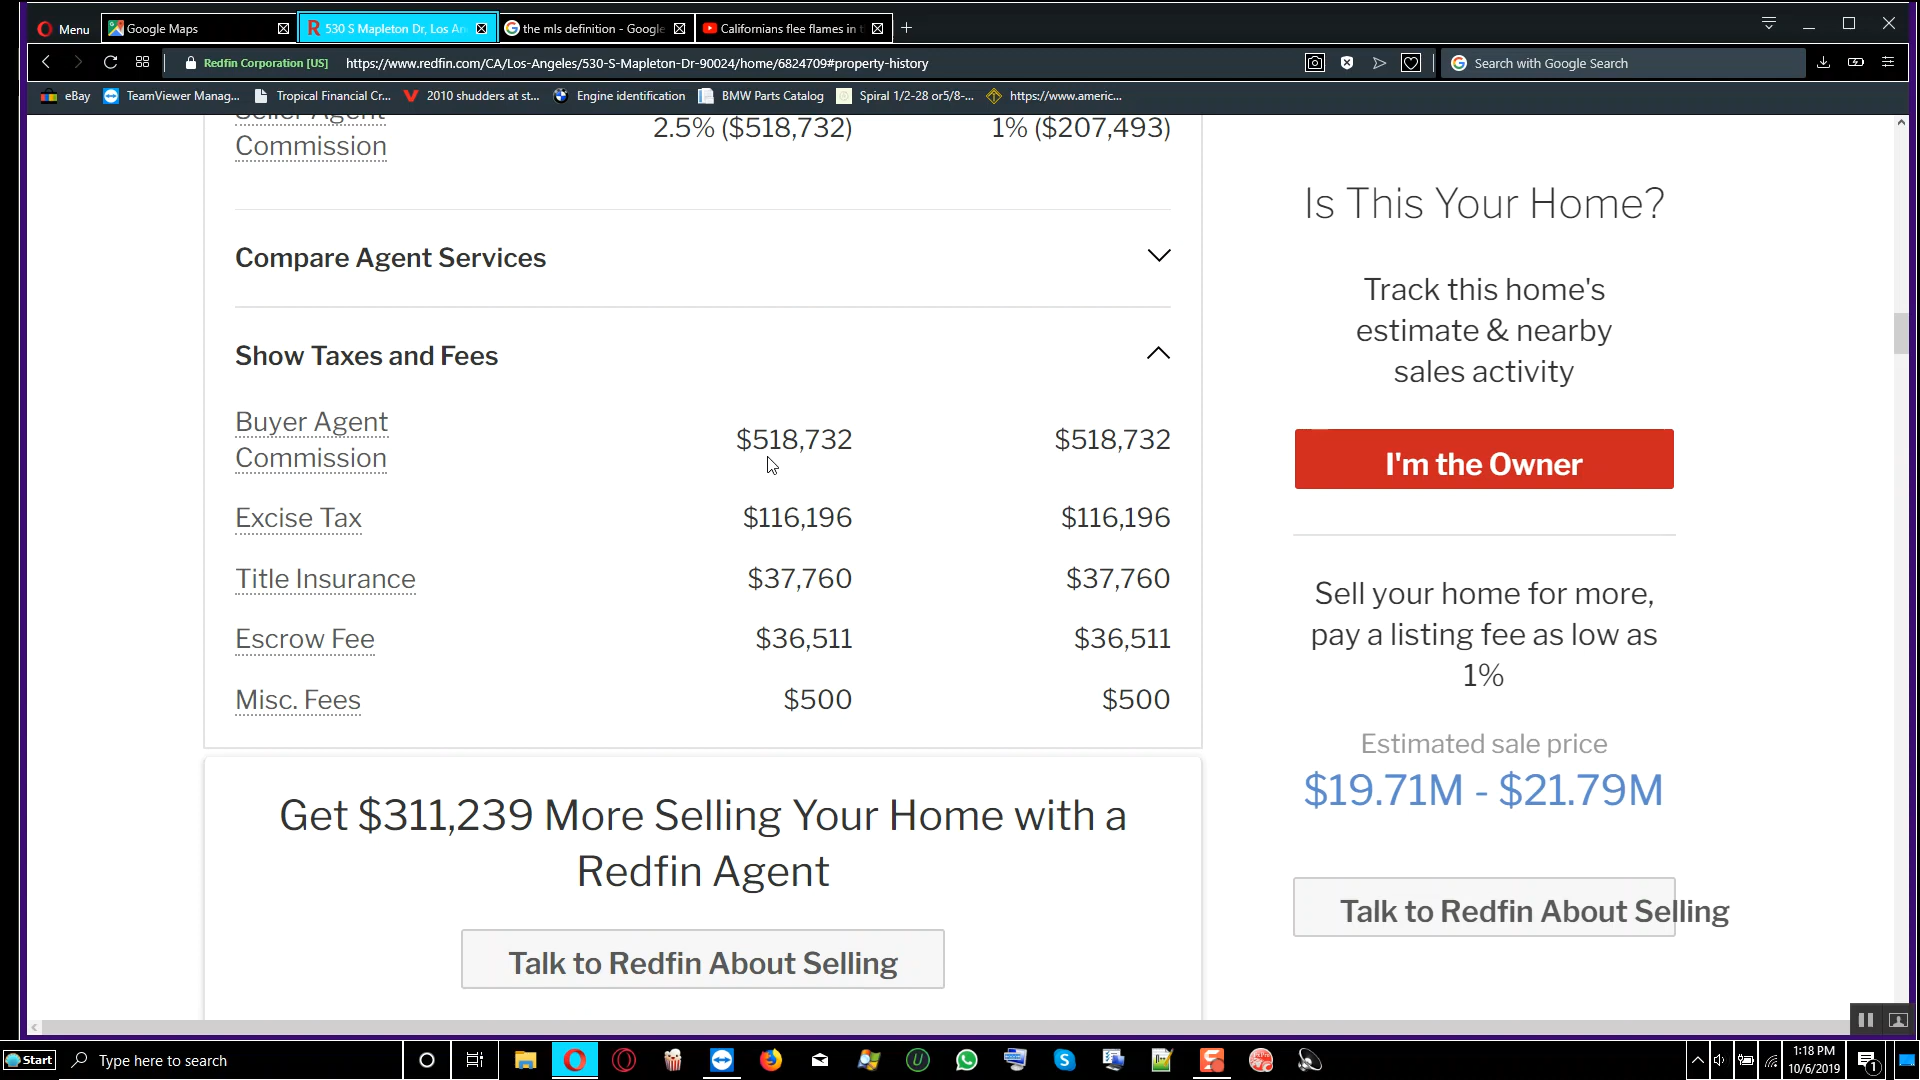 Menu
Google Maps
530 S Mapleton Dr, Los An
the mls definition - Google
Californians flee flames in t
Redfin Corporation [US]
https://www.redfin.com/CA/Los-Angeles/530-S-Mapleton-Dr-90024/home/6824709#property-history
Search with Google Search
eBay
TeamViewer Manag...
Tropical Financial Cr...
2010 shudders at st...
Engine identification
BMW Parts Catalog
Spiral 1/2-28 or5/8-...
https://www.americ...
Seller Agent
Commission
2.5% ($518,732)
1% ($207,493)
Compare Agent Services
Show Taxes and Fees
Buyer Agent
Commission
$518,732
$518,732
Excise Tax
$116,196
$116,196
Title Insurance
$37,760
$37,760
Escrow Fee
$36,511
$36,511
Misc. Fees
$500
$500
Get $311,239 More Selling Your Home with a
Redfin Agent
Talk to Redfin About Selling
Is This Your Home?
Track this home's
estimate & nearby
sales activity
I'm the Owner
Sell your home for more,
pay a listing fee as low as
1%
Estimated sale price
$19.71M - $21.79M
Talk to Redfin About Selling
Start
Type here to search
1:18 PM
10/6/2019
1